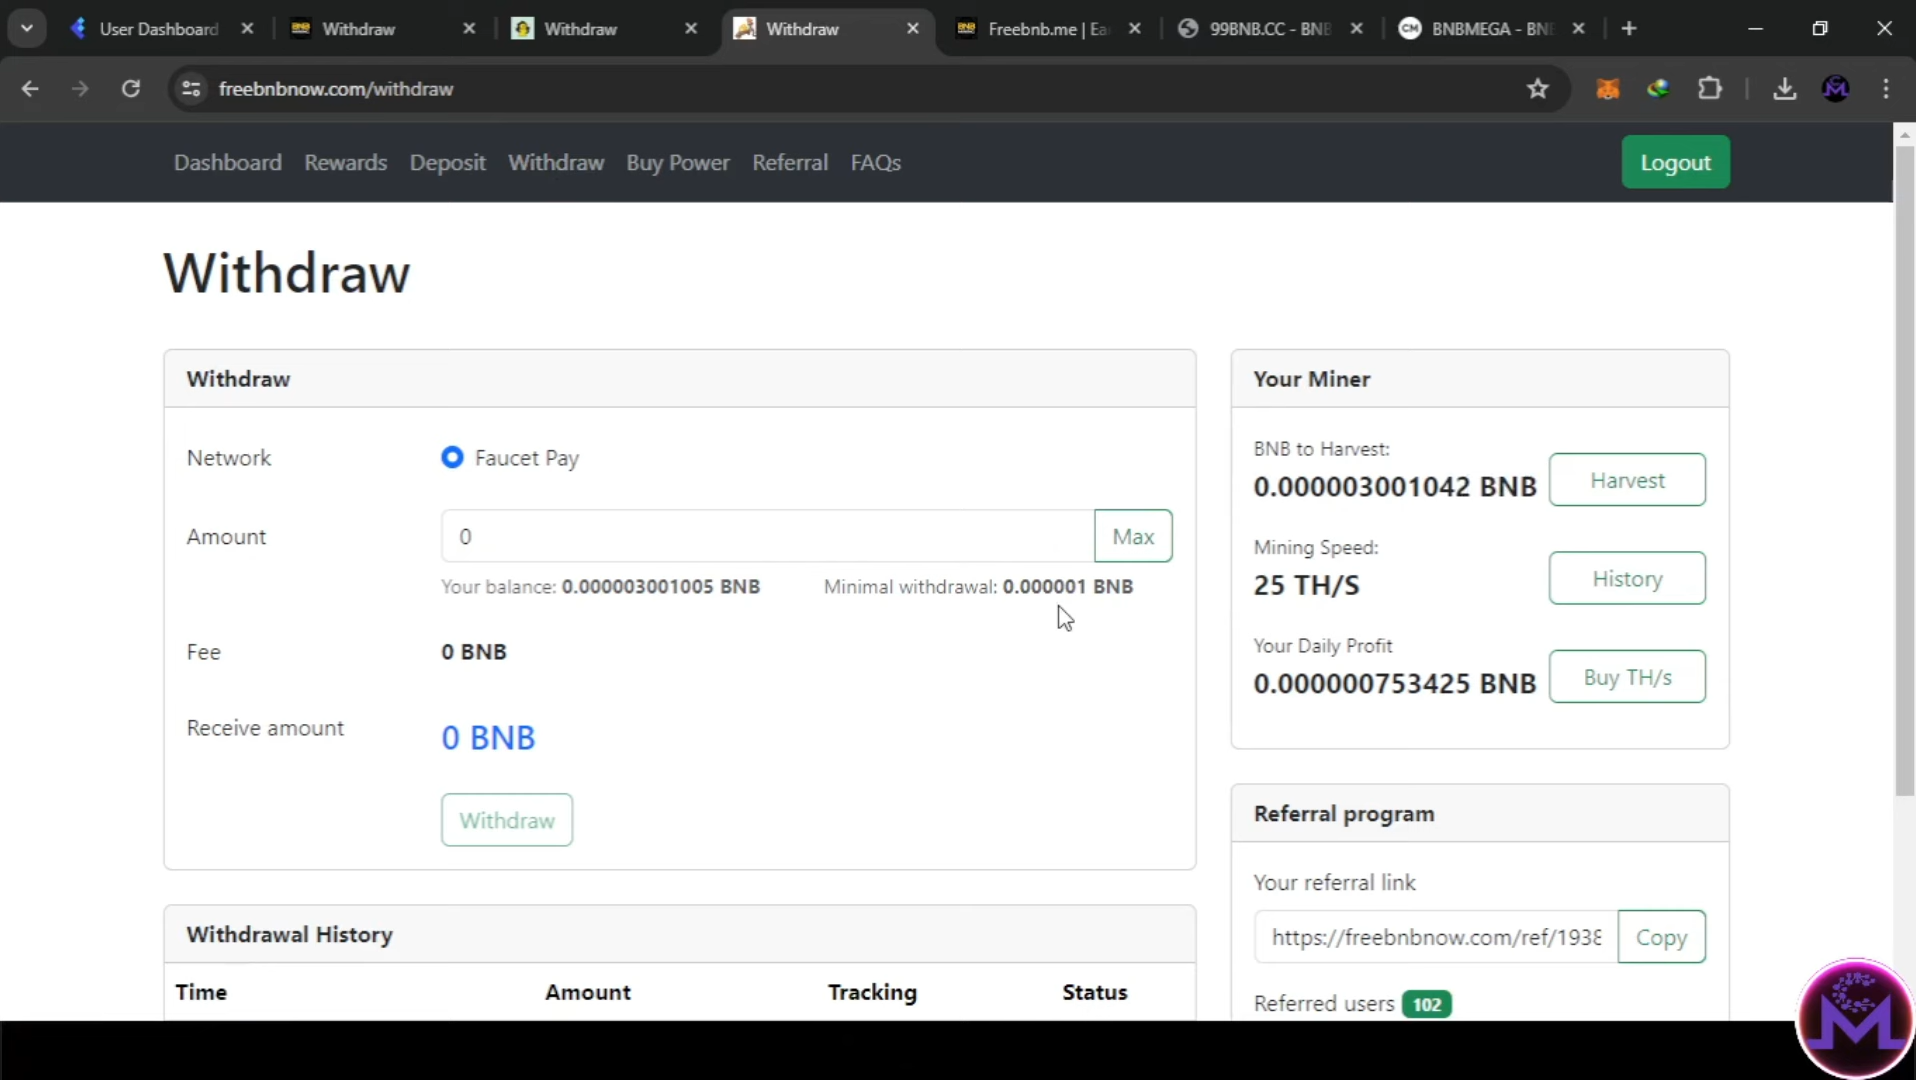 User Dashboard
Withdraw
Withdraw
Withdraw
Freebnb.me | Ea
99BNB.CC - BNB
CM
BNBMEGA - BNB
freebnbnow.com/withdraw
Dashboard Rewards Deposit Withdraw Buy Power Referral FAQs Logout
Withdraw
Withdraw
Network
Faucet Pay
Amount
0
Max
Your balance: 0.000003001005 BNB
Minimal withdrawal: 0.000001 BNB
Fee
0 BNB
Receive amount
0 BNB
Withdraw
Withdrawal History
Time Amount Tracking Status
Your Miner
BNB to Harvest:
0.000003001042 BNB
Harvest
Mining Speed:
25 TH/S
History
Your Daily Profit
0.000000753425 BNB
Buy TH/s
Referral program
Your referral link
https://freebnbnow.com/ref/1938
Copy
Referred users 102